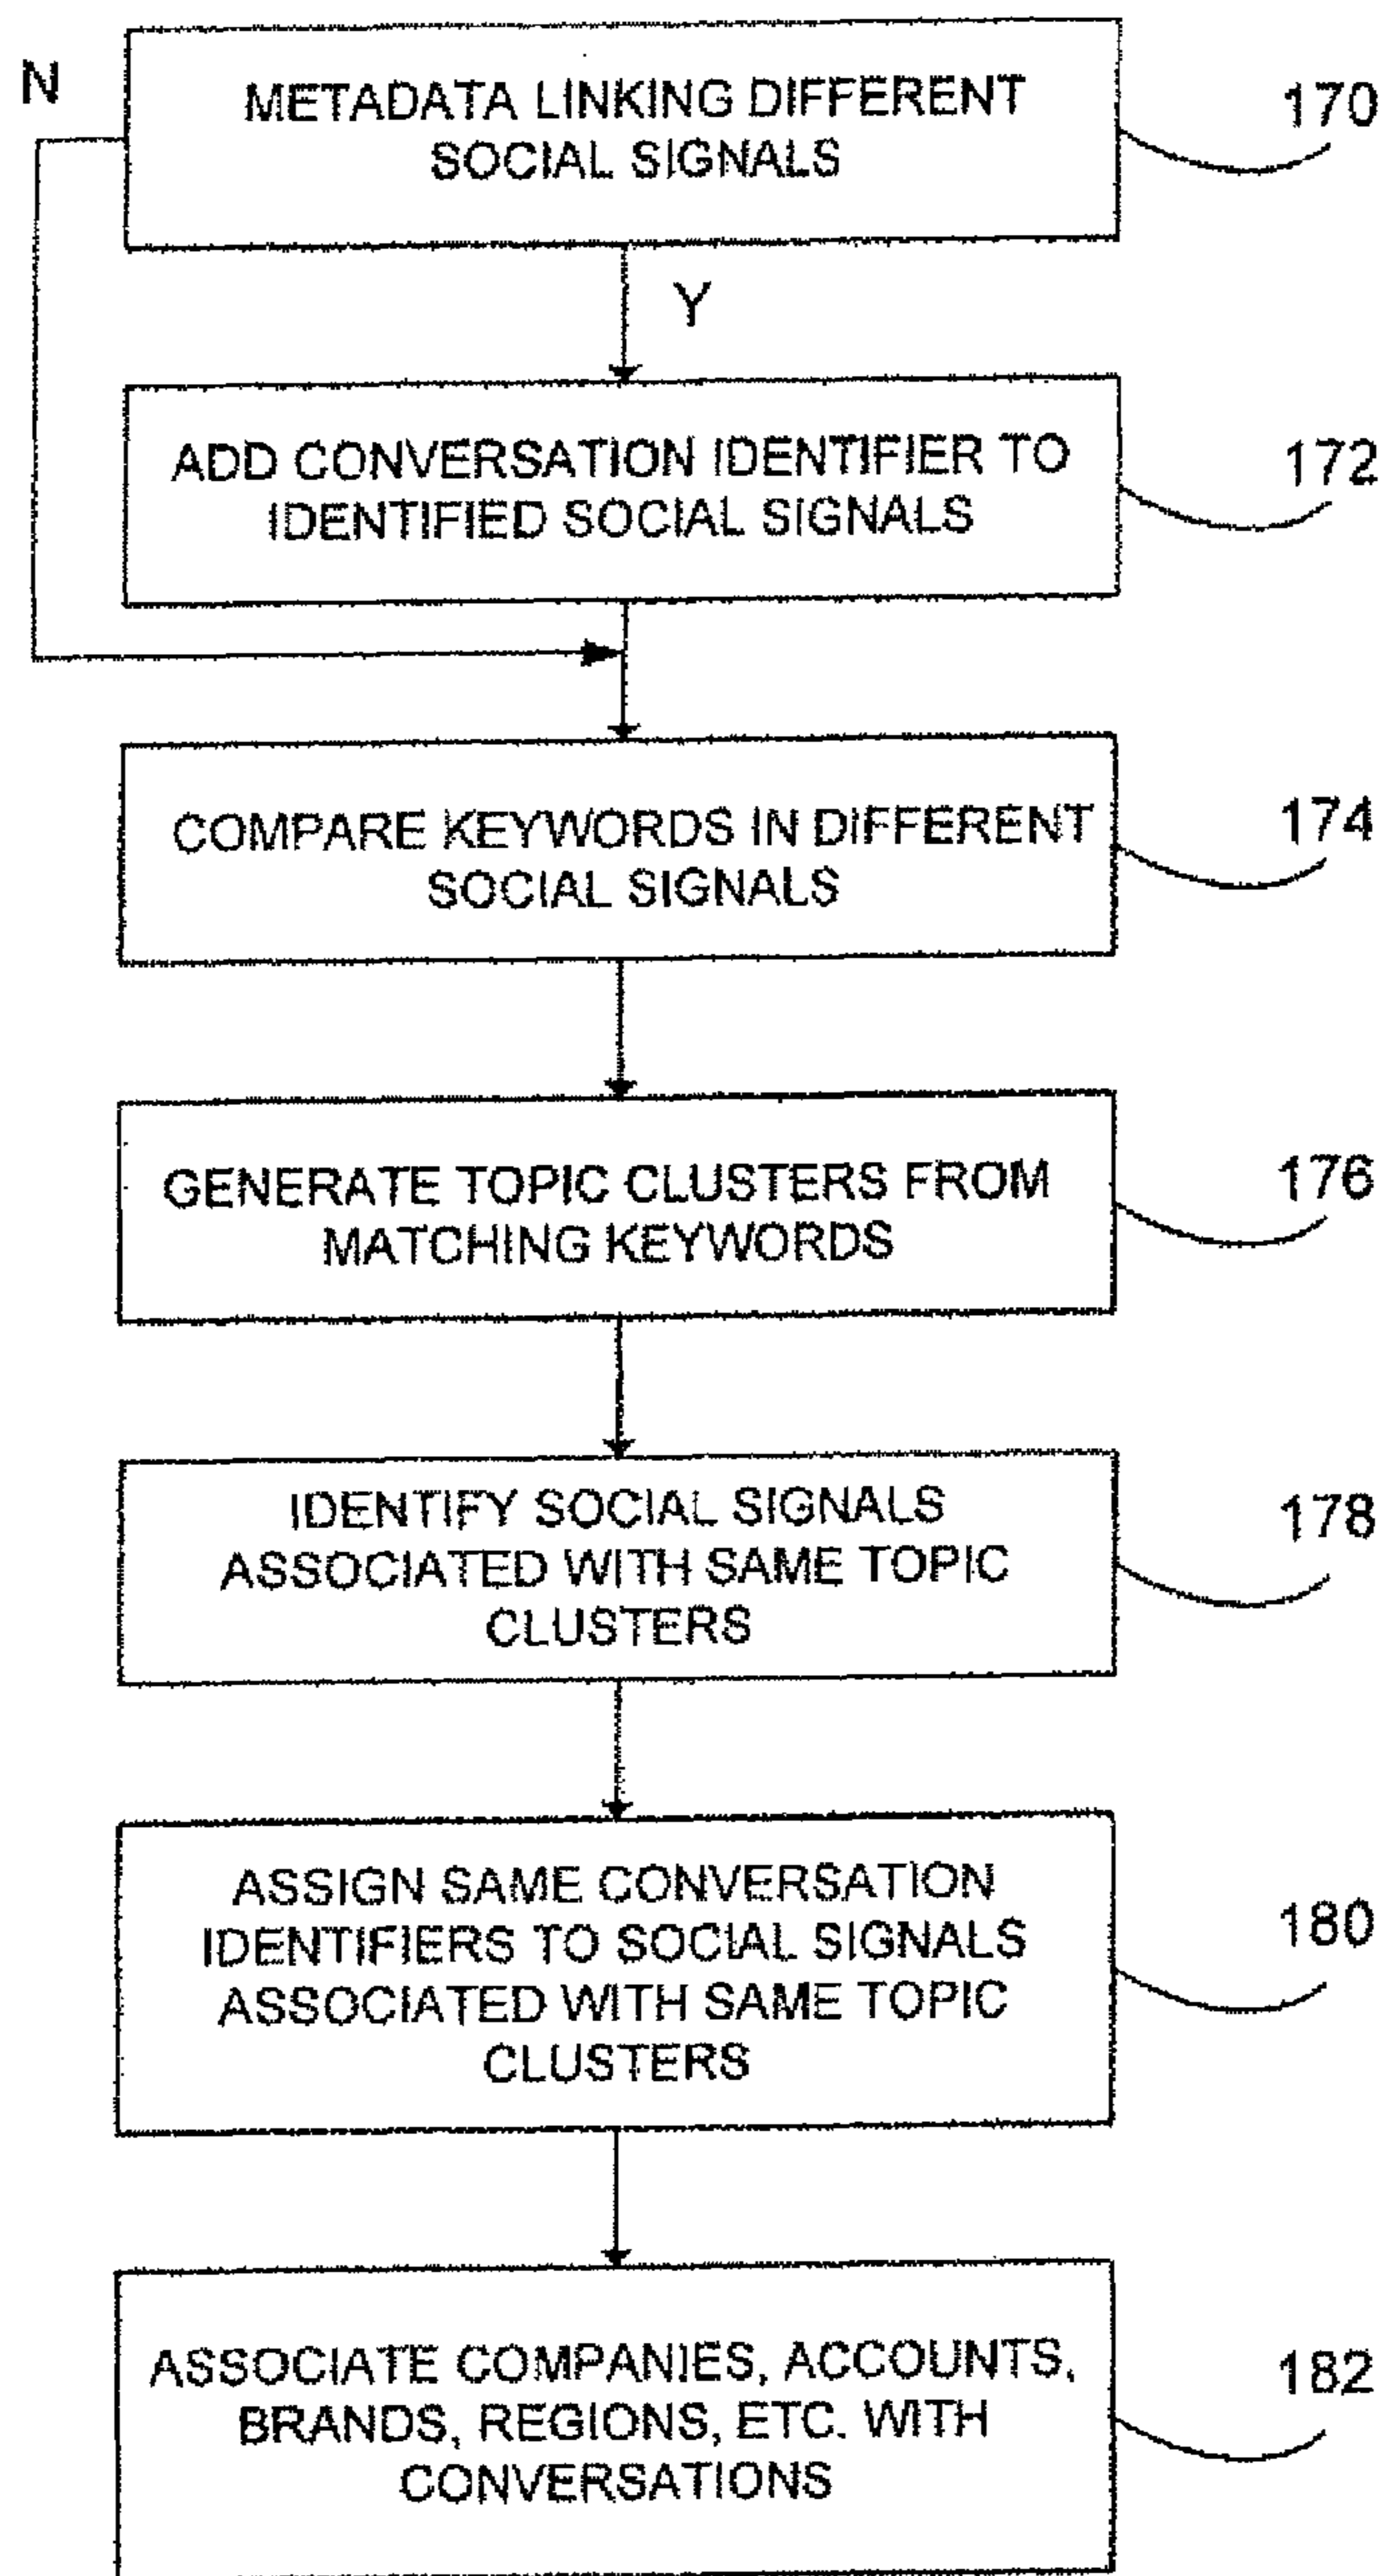 N
METADATA LINKING DIFFERENT
SOCIAL SIGNALS
170
Y
ADD CONVERSATION IDENTIFIER TO
IDENTIFIED SOCIAL SIGNALS
172
COMPARE KEYWORDS IN DIFFERENT
SOCIAL SIGNALS
174
GENERATE TOPIC CLUSTERS FROM
MATCHING KEYWORDS
176
IDENTIFY SOCIAL SIGNALS
ASSOCIATED WITH SAME TOPIC
CLUSTERS
178
ASSIGN SAME CONVERSATION
IDENTIFIERS TO SOCIAL SIGNALS
ASSOCIATED WITH SAME TOPIC
CLUSTERS
180
ASSOCIATE COMPANIES, ACCOUNTS,
BRANDS, REGIONS, ETC. WITH
CONVERSATIONS
182